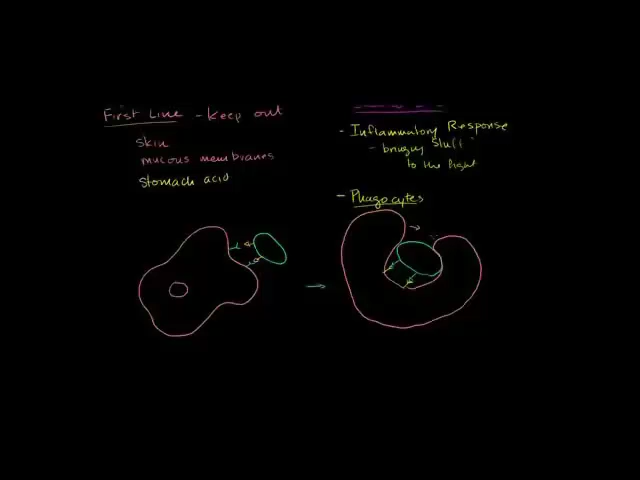 First Line - Keep out
skin
mucous membranes
stomach acid
- Inflammatory Response
- bringing stuff
to the fight
- Phagocytes